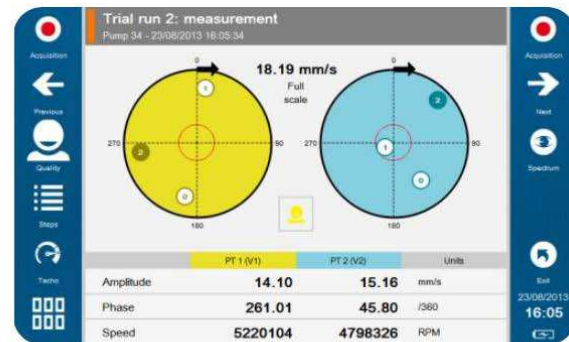 Trial run 2: measurement
Pump 34 - 23/08/2013 16:05:34
Acquisition
Previous
Quality
Steps
Tacho
0
270
90
180
1
2
0
18.19 mm/s
Full
scale
0
270
90
180
2
1
0
Acquisition
Next
Spectrum
Exit
23/08/2013
16:05
PT 1 (V1) PT 2 (V2) Units
Amplitude 14.10 15.16 mm/s
Phase 261.01 45.80 /360
Speed 5220104 4798326 RPM